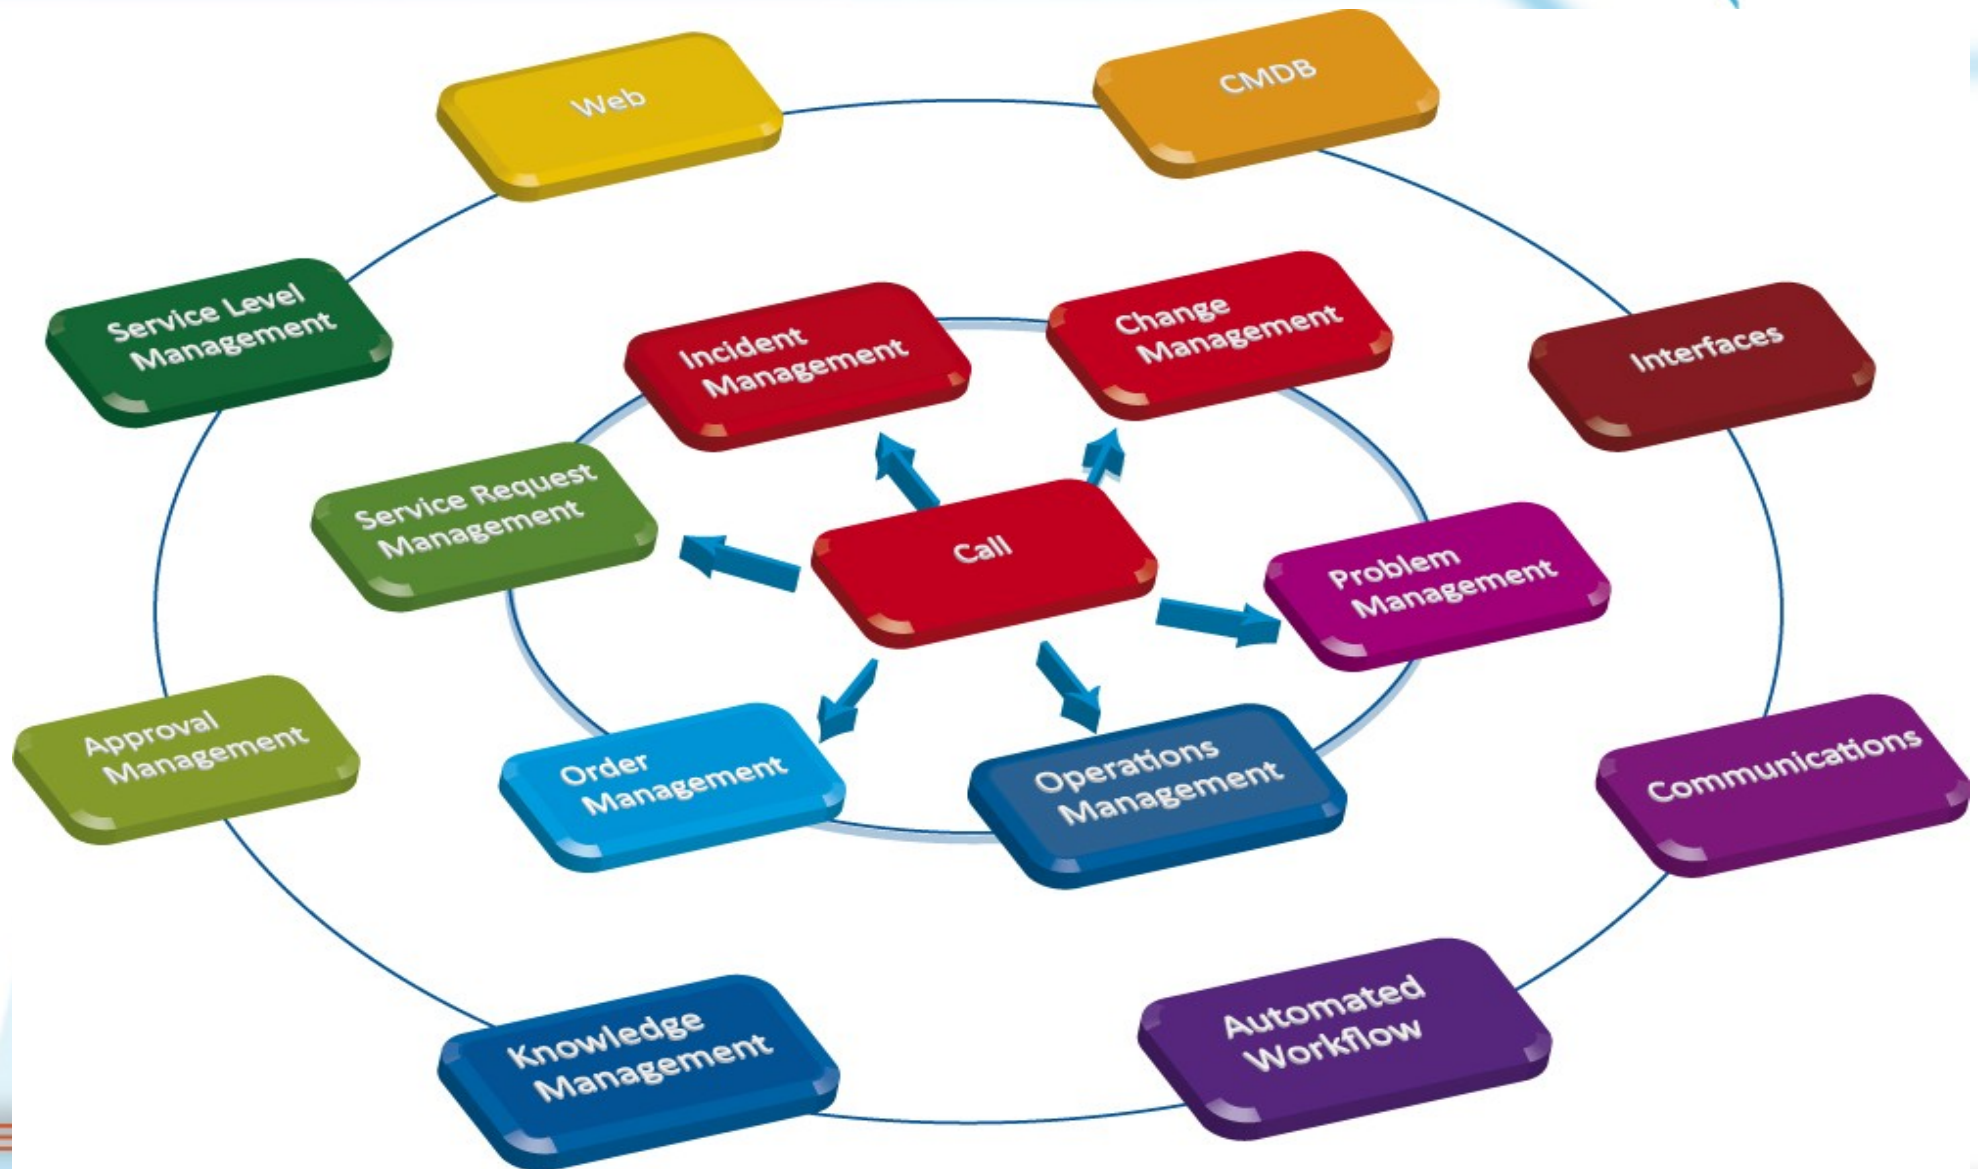 Web
CMDB
Service Level
Management
Incident
Management
Change
Management
Interfaces
Service Request
Management
Call
Problem
Management
Approval
Management
Order
Management
Operations
Management
Communications
Knowledge
Management
Automated
Workflow